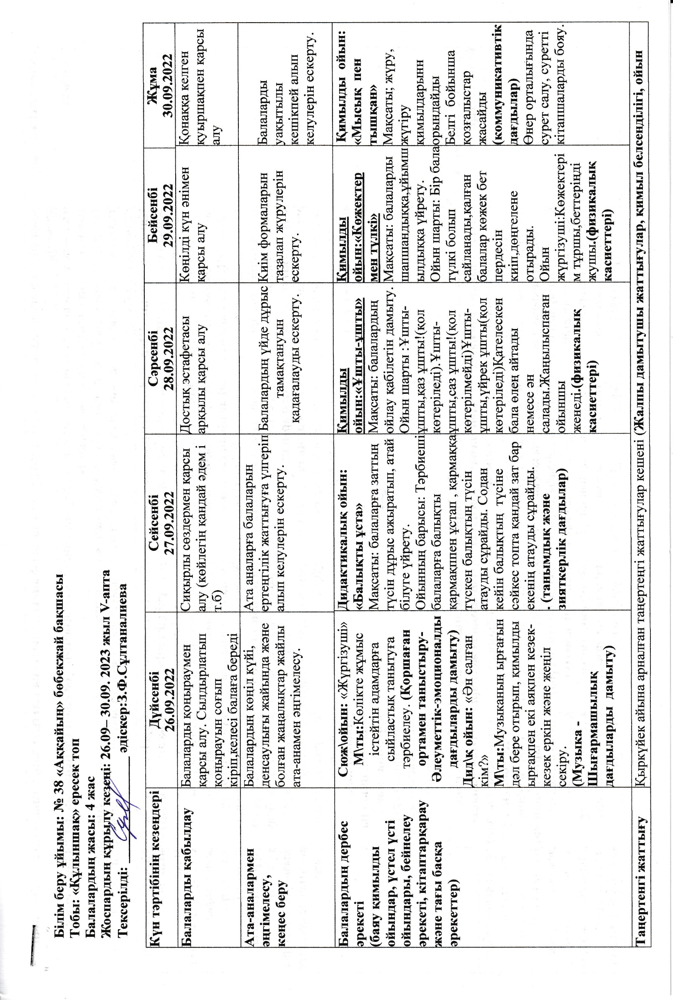 Білім беру ұйымы: № 38 «Аққайың» бөбекжай бақшасы
Тобы: «Құлыншақ» ересек топ
Балалардың жасы: 4 жас
Жоспардың құрылу кезеңі: 26.09– 30.09. 2023 жыл V-апта
Тексерілді: әдіскер:З.Ф.Сұлтаналиева
Күн тәртібінің кезеңдері
Дүйсенбі
26.09.2022
Сейсенбі
27.09.2022
Сәрсенбі
28.09.2022
Бейсенбі
29.09.2022
Жұма
30.09.2022
Балаларды қабылдау
Балаларды қоңыраумен
қарсы алу. Сылдырлатып
қоңырауын соғып
кіріп,келесі балаға береді
Сиқырлы сөздермен қарсы
алу (көйлегің қандай әдем і
т.б)
Достық эстафетасы
арқылы қарсы алу
Көңілді күн әнімен
қарсы алу
Қонаққа келген
қуыршақпен қарсы
алу
Ата-аналармен
әңгімелесу,
кеңес беру
Балалардың көңіл күйі,
денсаулығы жайында және
болған жаңалықтар жайлы
ата-анамен әңгімелесу.
Ата аналарға балаларын
ертеңгілік жаттығуға үлгеріп
алып келулерін ескерту.
Балалардың үйде дұрыс
тамақтануын
қадағалауды ескерту.
Киім формаларын
тазалап жүрулерін
ескерту.
Балаларды
уақытылы
кешікпей алып
келулерін ескерту.
Балалардың дербес
әрекеті
(баяу қимылды
ойындар, үстел үсті
ойындары, бейнелеу
әрекеті, кітаптарқарау
және тағы басқа
әрекеттер)
Сюж\ойын: «Жүргізуші»
М\ты:Көлікте жұмыс
істейтін адамдарға
сыйластық танытуға
тәрбиелеу. (Қоршаған
ортамен таныстыру-
Әлеуметтік-эмоционалды
дағдыларды дамыту)
Дид\қ ойын: «Ән салған
кім?»
М\ты:Музыканың ырғағын
дәл бере отырып, қимылды
ырғақпен екі аяқпен кезек-
кезек еркін және жеңіл
секіру.
(Музыка -
Шығармашылық
дағдыларды дамыту)
Дидактикалық ойын:
«Балықты ұста»
Мақсаты: балаларға заттың
түсін дұрыс ажыратып, атай
білуге үйрету.
Ойынның барысы: Тәрбиеші
балаларға балықты
қармақппен ұстап , қармаққа
түскен балықтың түсін
атауды сұрайды. Содан
кейін балықтың түсіне
сәйкес топта қандай зат бар
екенің атауды сұрайды.
. (танымдық және
зияткерлік дағдылар)
Қимылды
ойын:«Ұшты-ұшты»
Мақсаты: балалардың
ойлау қабілетін дамыту.
Ойын шарты :Ұшты-
ұшты,қаз ұшты!(қол
көтеріледі).Ұшты-
ұшты,саз ұшты!(қол
көтерілмейді)Ұшты-
ұшты,үйрек ұшты(қол
көтеріледі)Қателескен
бала өлең айтады
немесе ән
салады.Жаңылыспаған
ойыншы
женеді.(физикалық
касиеттері)
Қимылды
ойын:«Көжектер
мен түлкі»
Мақсаты: балаларды
шапшандыққа,ұйымш
ылдыққа үйрету.
Ойын шарты: Бір бала
түлкі болып
сайланады,қалған
балалар көжек бет
пердесін
киіп,дөңгелене
отырады.
Ойын
жүргізуші:Көжектері
м тұршы,беттеріңді
жушы.(физикалық
касиеттері)
Қимылды ойын:
«Мысық пен
тышқан»
Мақсаты; жүру,
жүгіру
қимылдарынн
орындайды
Белгі бойынша
қозғалыстар
жасайды
(коммуникативтік
дағдылар)
Өнер орталығында
сурет салу, суретті
кітапшаларды бояу.
Таңертенгі жаттығу
Қыркүйек айына арналған таңертеңгі жаттығулар кешені (Жалпы дамытушы жаттығулар, қимыл белсенділігі, ойын